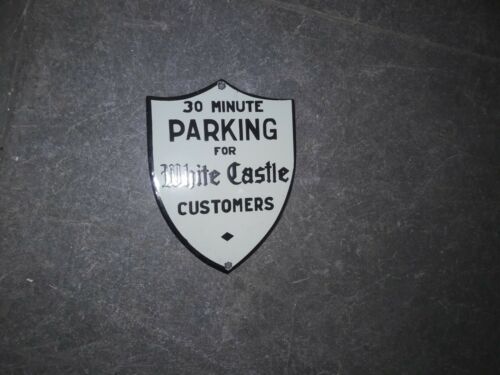 30 MINUTE
PARKING
FOR
White Castle
CUSTOMERS